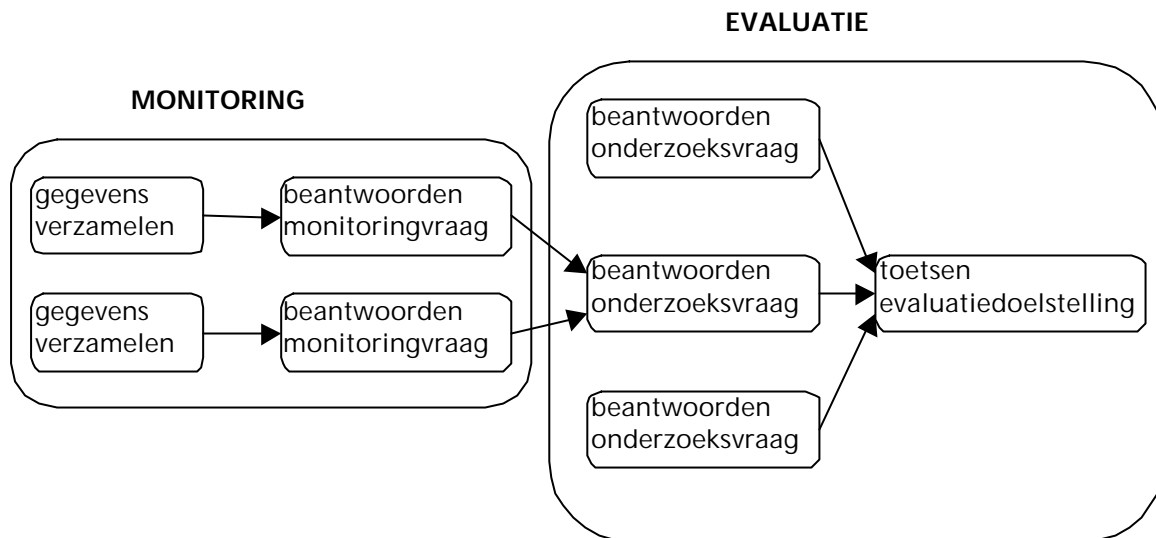 EVALUATIE
MONITORING
gegevens
verzamelen
beantwoorden
monitoringvraag
gegevens
verzamelen
beantwoorden
monitoringvraag
beantwoorden
onderzoeksvraag
beantwoorden
onderzoeksvraag
beantwoorden
onderzoeksvraag
toetsen
evaluatiedoelstelling